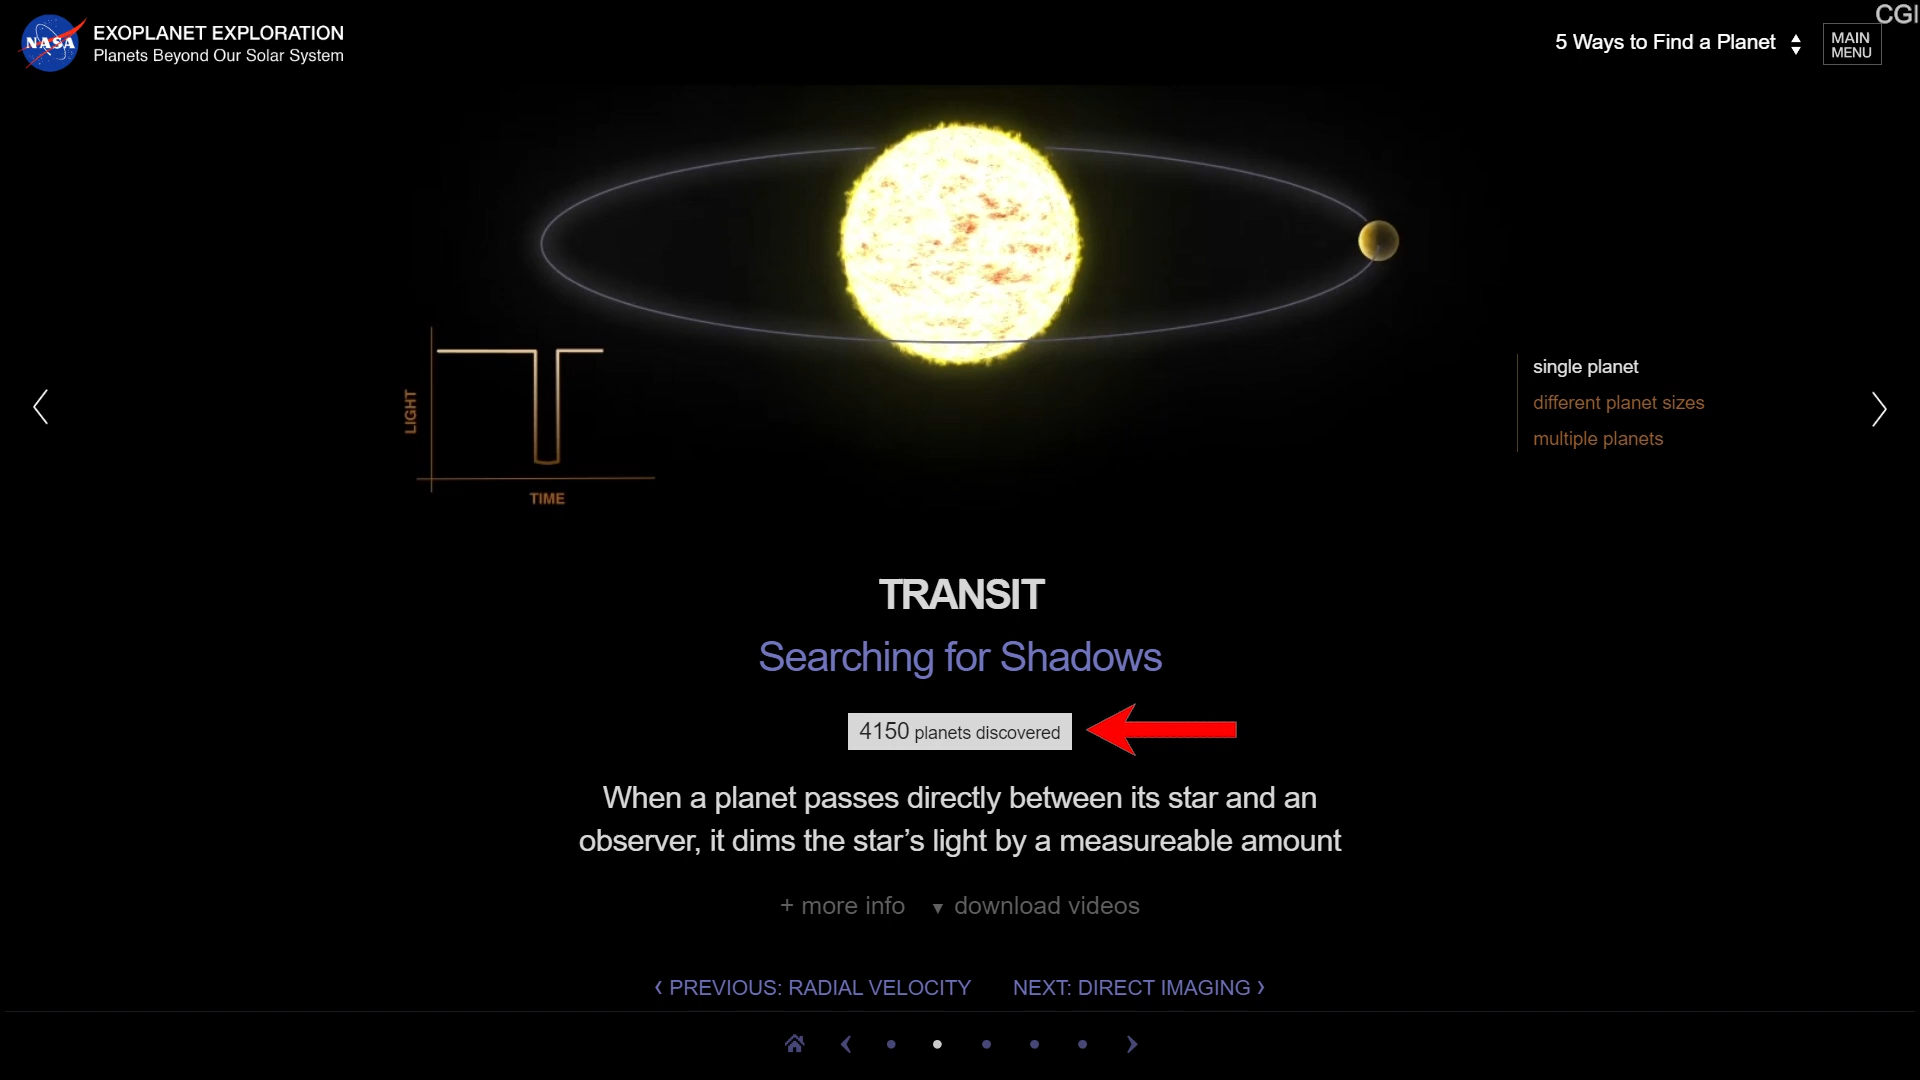 NASA
EXOPLANET EXPLORATION
Planets Beyond Our Solar System
CGI
5 Ways to Find a Planet
MAIN
MENU
LIGHT
TIME
single planet
different planet sizes
multiple planets
TRANSIT
Searching for Shadows
4150 planets discovered
When a planet passes directly between its star and an
observer, it dims the star’s light by a measureable amount
+ more info ▼ download videos
‹ PREVIOUS: RADIAL VELOCITY NEXT: DIRECT IMAGING ›